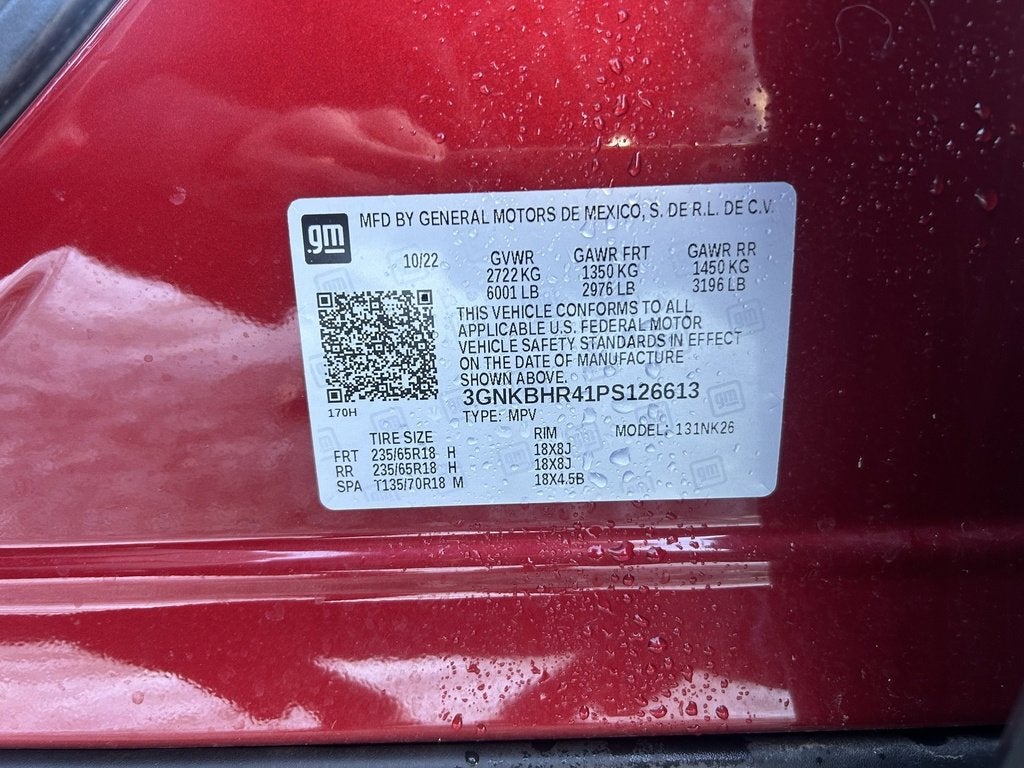 gm
MFD BY GENERAL MOTORS DE MEXICO, S. DE R.L. DE C.V.
10/22 GVWR GAWR FRT GAWR RR
2722 KG 1350 KG 1450 KG
6001 LB 2976 LB 3196 LB
THIS VEHICLE CONFORMS TO ALL
APPLICABLE U.S. FEDERAL MOTOR
VEHICLE SAFETY STANDARDS IN EFFECT
ON THE DATE OF MANUFACTURE
SHOWN ABOVE.
3GNKBHR41PS126613
170H
TYPE: MPV MODEL: 131NK26
TIRE SIZE RIM
FRT 235/65R18 H 18X8J
RR 235/65R18 H 18X8J
SPA T135/70R18 M 18X4.5B